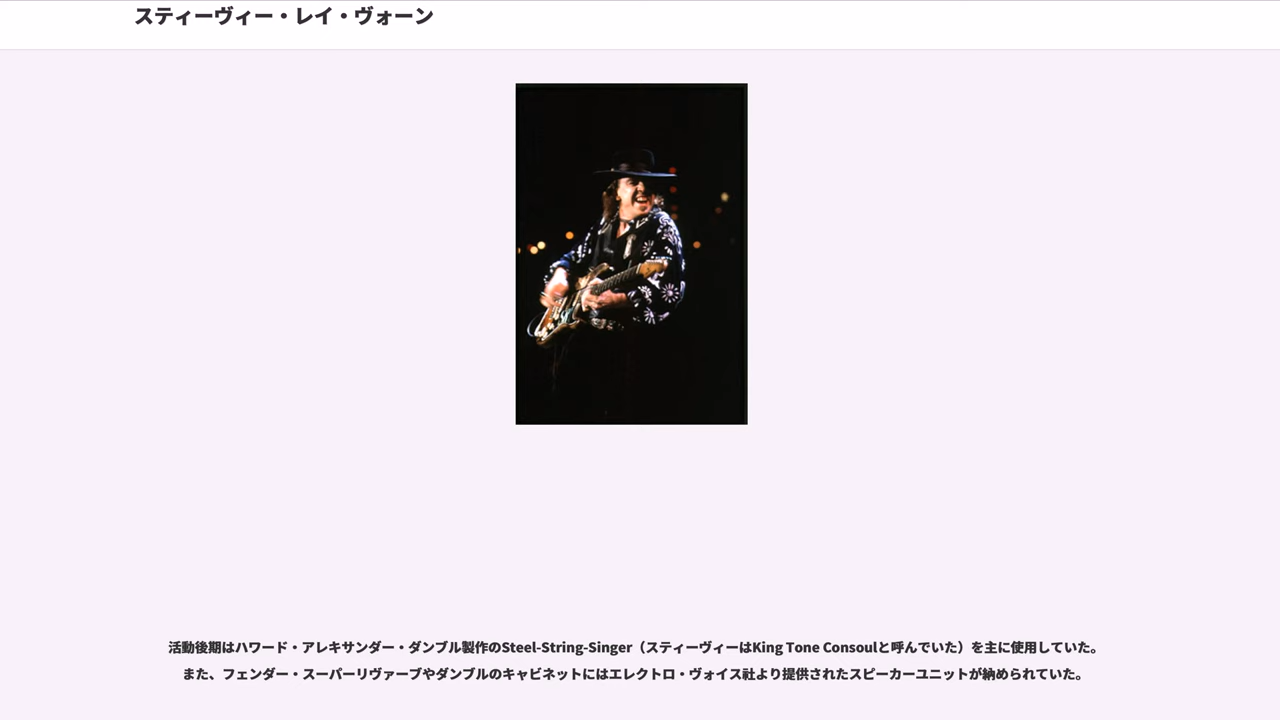 スティーヴィー・レイ・ヴォーン
活動後期はハワード・アレキサンダー・ダンブル製作のSteel-String-Singer（スティーヴィーはKing Tone Consoulと呼んでいた）を主に使用していた。
また、フェンダー・スーパーリヴァーブやダンブルのキャビネットにはエレクトロ・ヴォイス社より提供されたスピーカーユニットが納められていた。